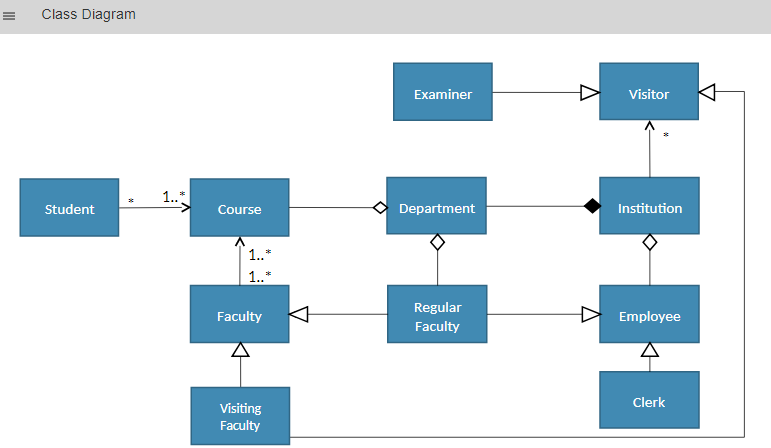 Class Diagram
Examiner
Visitor
*
Student
*
1..*
Course
Department
Institution
1..*
1..*
Faculty
Regular
Faculty
Employee
Visiting
Faculty
Clerk